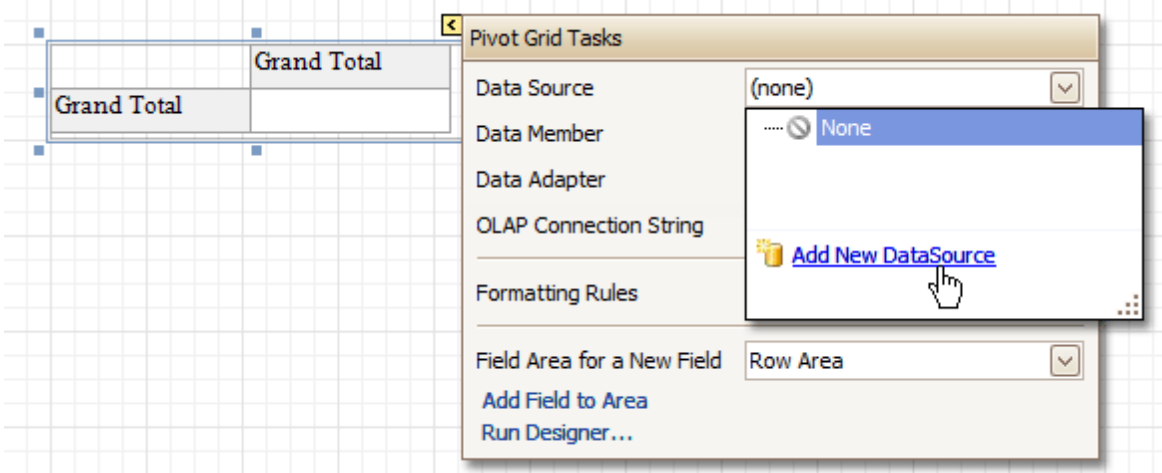 Pivot Grid Tasks
Grand Total
Grand Total
Data Source (none)
None
Data Member
Data Adapter
OLAP Connection String
Add New DataSource
Formatting Rules
Field Area for a New Field Row Area
Add Field to Area
Run Designer...